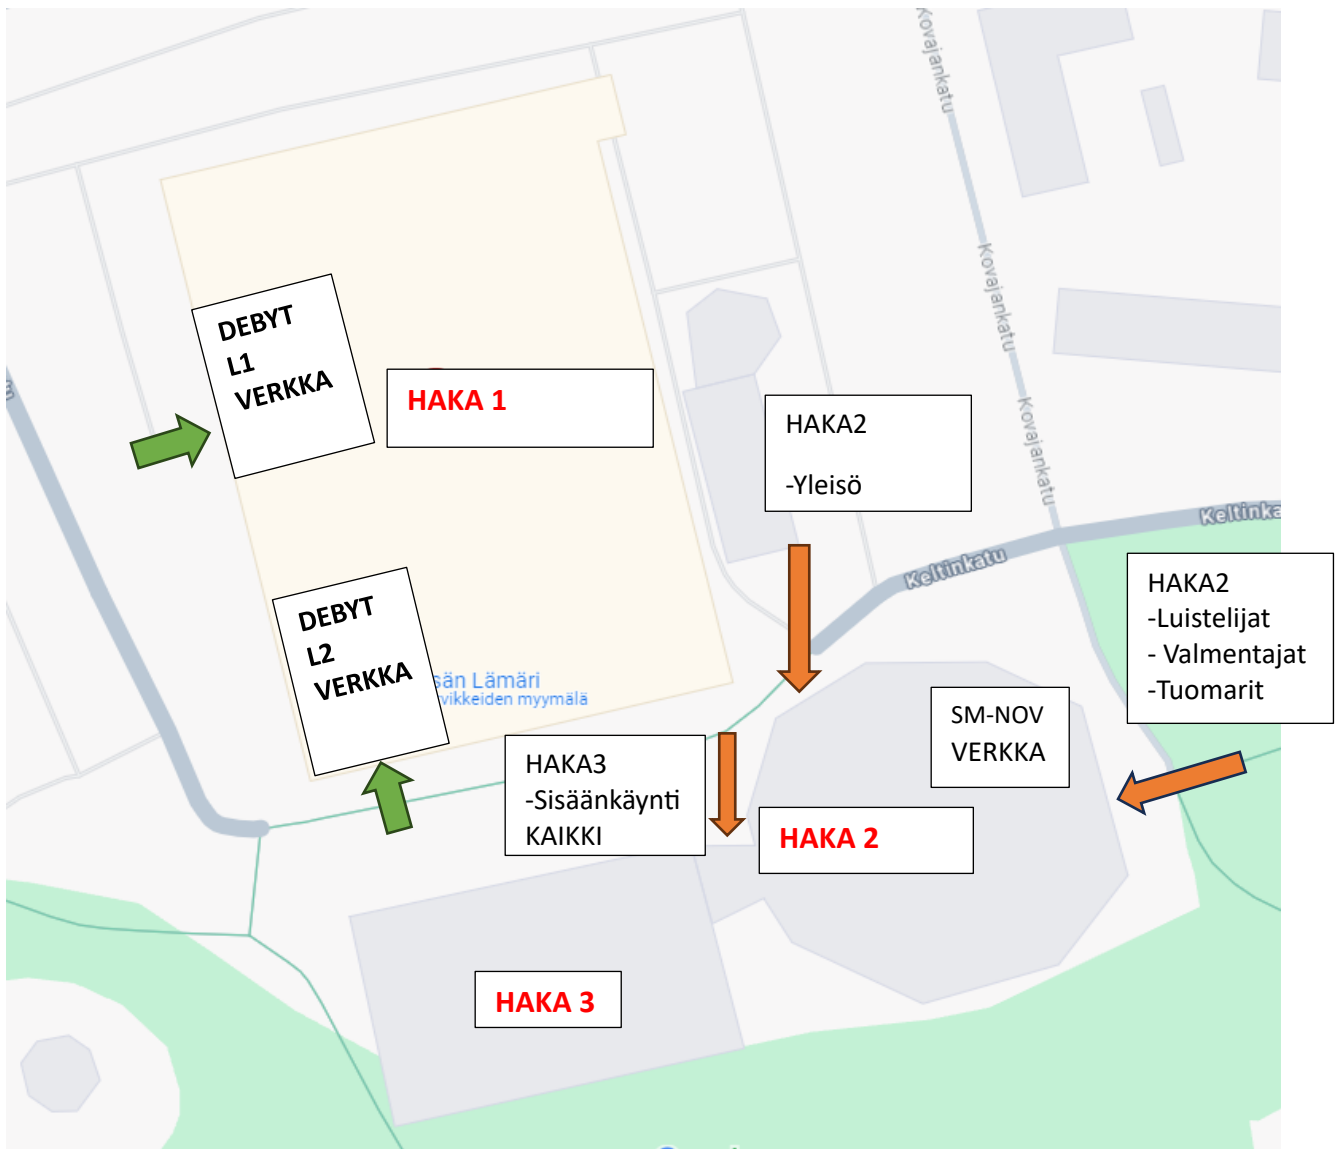 Kovajankatu
DEBYT
L1
VERKKA
HAKA 1
Kovajankatu
HAKA2
-Yleisö
Kovajankatu
Keltinka
Keltinkatu
HAKA2
-Luistelijat
- Valmentajat
-Tuomarit
DEBYT
L2
VERKKA
sän Lämäri
vikkeiden myymälä
SM-NOV
VERKKA
HAKA3
-Sisäänkäynti
KAIKKI
HAKA 2
HAKA 3